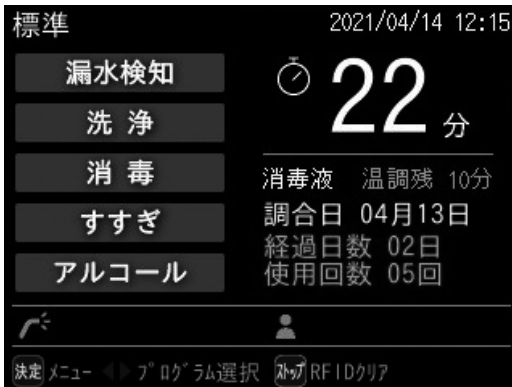 標準 2021/04/14 12:15
漏水検知
洗 浄
消 毒
すすぎ
アルコール
22分
消毒液 温調残 10分
調合日 04月13日
経過日数 02日
使用回数 05回
決定 メニュー ◀▶ プログラム選択 ストップ RFIDクリア